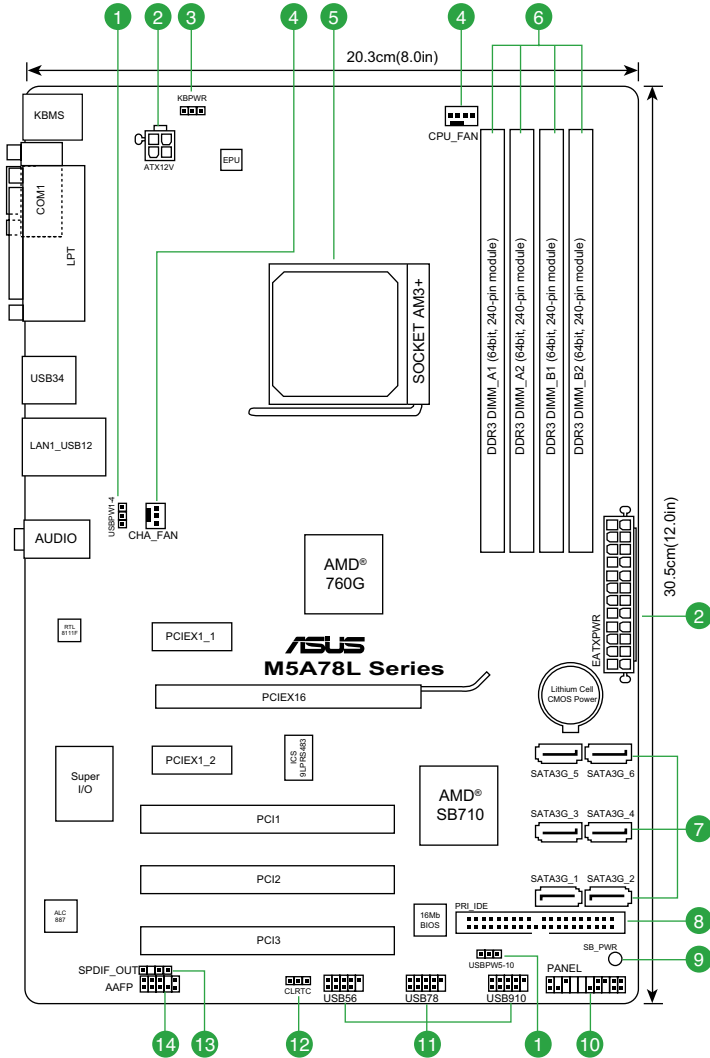 1 2 3 4 5 4 6
20.3cm(8.0in)
KBPWR
KBMS
ATX12V
EPU
CPU_FAN
COM1
LPT
SOCKET AM3+
DDR3 DIMM_A1 (64bit, 240-pin module)
DDR3 DIMM_A2 (64bit, 240-pin module)
DDR3 DIMM_B1 (64bit, 240-pin module)
DDR3 DIMM_B2 (64bit, 240-pin module)
USB34
LAN1_USB12
USBPW1-4
CHA_FAN
AUDIO
30.5cm(12.0in)
EATXPWR
2
AMD®
760G
RTL
8111F
PCIEX1_1
ASUS
M5A78L Series
PCIEX16
Lithium Cell
CMOS Power
PCIEX1_2
ICS
9LPRS483
Super
I/O
SATA3G_5 SATA3G_6
AMD®
SB710
PCI1
SATA3G_3 SATA3G_4
7
PCI2
SATA3G_1 SATA3G_2
ALC
887
16Mb
BIOS
PRI_IDE
8
PCI3
USBPW5-10
SB_PWR
9
SPDIF_OUT
AAFP
CLRTC
USB56
USB78
USB910
PANEL
14 13 12 11 1 10